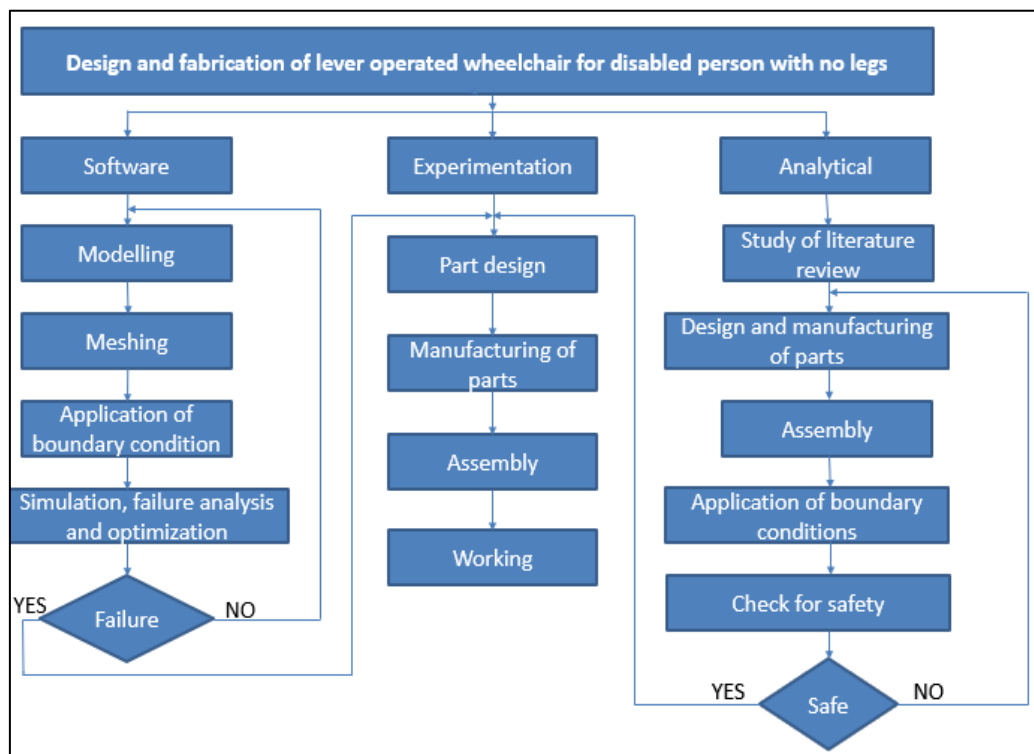 Design and fabrication of lever operated wheelchair for disabled person with no legs
Software
Experimentation
Analytical
Modelling
Part design
Study of literature
review
Meshing
Manufacturing of
parts
Design and manufacturing
of parts
Application of
boundary condition
Assembly
Assembly
Simulation, failure analysis
and optimization
Working
Application of boundary
conditions
YES
Failure
NO
Check for safety
YES
Safe
NO